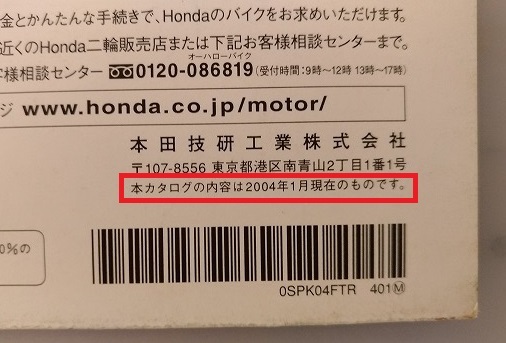 金とかんたんな手続きで、Hondaのバイクをお求めいただけます。
近くのHonda二輪販売店または下記お客様相談センターまで。
オーハローバイク
客様相談センター 0120-086819 (受付時間：9時〜12時 13時〜17時)
ージ www.honda.co.jp/motor/
本田技研工業株式会社
〒107-8556 東京都港区南青山2丁目1番1号
本カタログの内容は2004年1月現在のものです。
0%の
0SPK04FTR 401Ⓜ